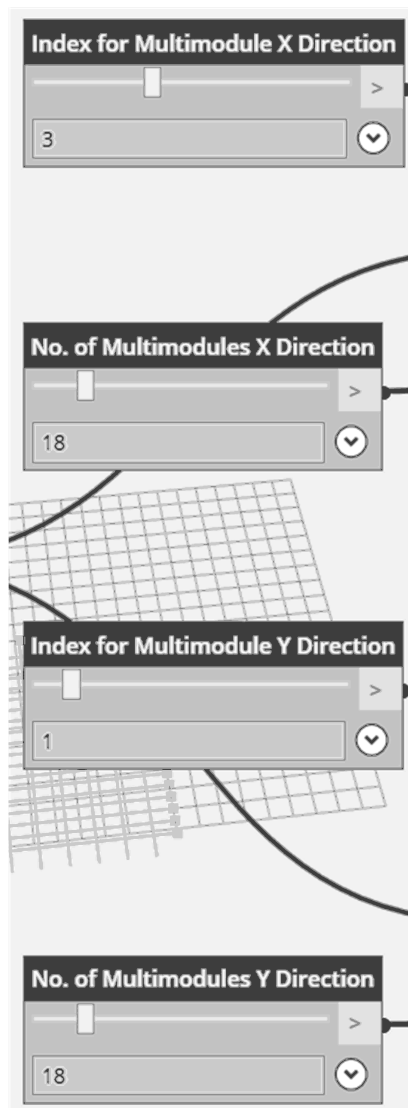 Index for Multimodule X Direction
>
3
No. of Multimodules X Direction
>
18
Index for Multimodule Y Direction
>
1
No. of Multimodules Y Direction
>
18